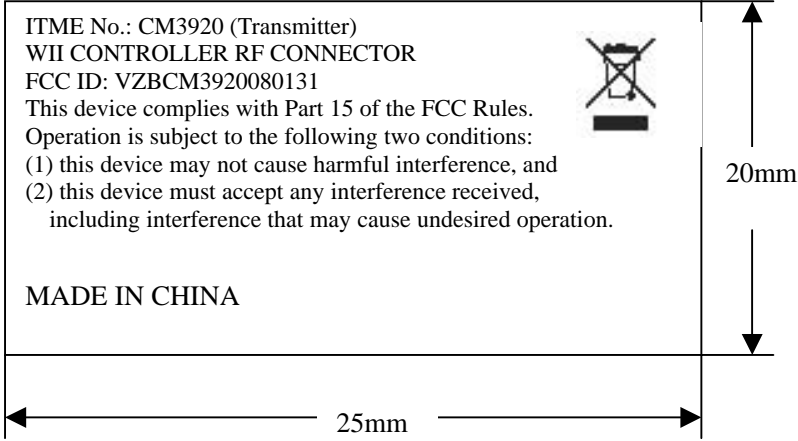 ITME No.: CM3920 (Transmitter)
WII CONTROLLER RF CONNECTOR
FCC ID: VZBCM3920080131
This device complies with Part 15 of the FCC Rules.
Operation is subject to the following two conditions:
(1) this device may not cause harmful interference, and
(2) this device must accept any interference received,
including interference that may cause undesired operation.
MADE IN CHINA
20mm
25mm